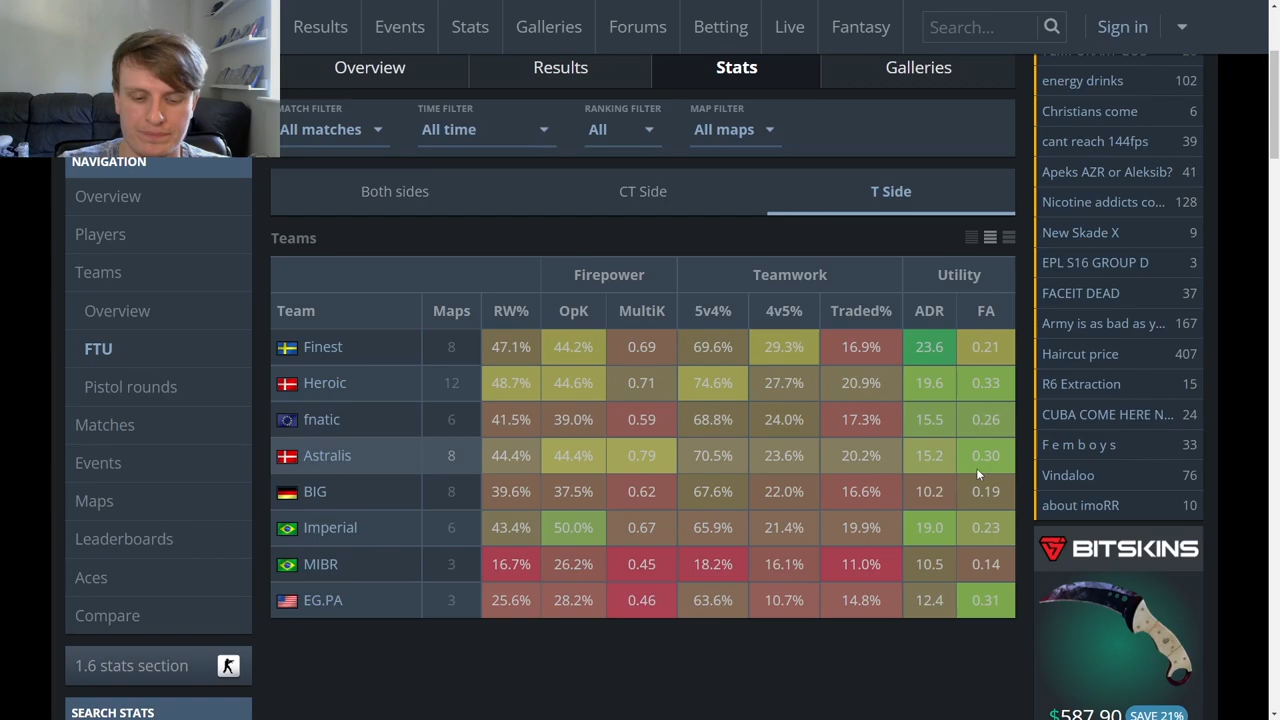 Results Events Stats Galleries Forums Betting Live Fantasy Search... Sign in
Overview Results Stats Galleries
MATCH FILTER TIME FILTER RANKING FILTER MAP FILTER
All matches All time All All maps
Both sides CT Side T Side
NAVIGATION
Overview
Players
Teams
Overview
FTU
Pistol rounds
Matches
Events
Maps
Leaderboards
Aces
Compare
1.6 stats section
SEARCH STATS
Teams
Firepower Teamwork Utility
Team Maps RW% OpK MultiK 5v4% 4v5% Traded% ADR FA
Finest 8 47.1% 44.2% 0.69 69.6% 29.3% 16.9% 23.6 0.21
Heroic 12 48.7% 44.6% 0.71 74.6% 27.7% 20.9% 19.6 0.33
fnatic 6 41.5% 39.0% 0.59 68.8% 24.0% 17.3% 15.5 0.26
Astralis 8 44.4% 44.4% 0.79 70.5% 23.6% 20.2% 15.2 0.30
BIG 8 39.6% 37.5% 0.62 67.6% 22.0% 16.6% 10.2 0.19
Imperial 6 43.4% 50.0% 0.67 65.9% 21.4% 19.9% 19.0 0.23
MIBR 3 16.7% 26.2% 0.45 18.2% 16.1% 11.0% 10.5 0.14
EG.PA 3 25.6% 28.2% 0.46 63.6% 10.7% 14.8% 12.4 0.31
energy drinks 102
Christians come 6
cant reach 144fps 39
Apeks AZR or Aleksib? 41
Nicotine addicts co... 128
New Skade X 9
EPL S16 GROUP D 3
FACEIT DEAD 37
Army is as bad as y... 167
Haircut price 407
R6 Extraction 15
CUBA COME HERE N... 24
F e m b o y s 33
Vindaloo 76
about imoRR 10
BITSKINS
$587.90 SAVE 21%